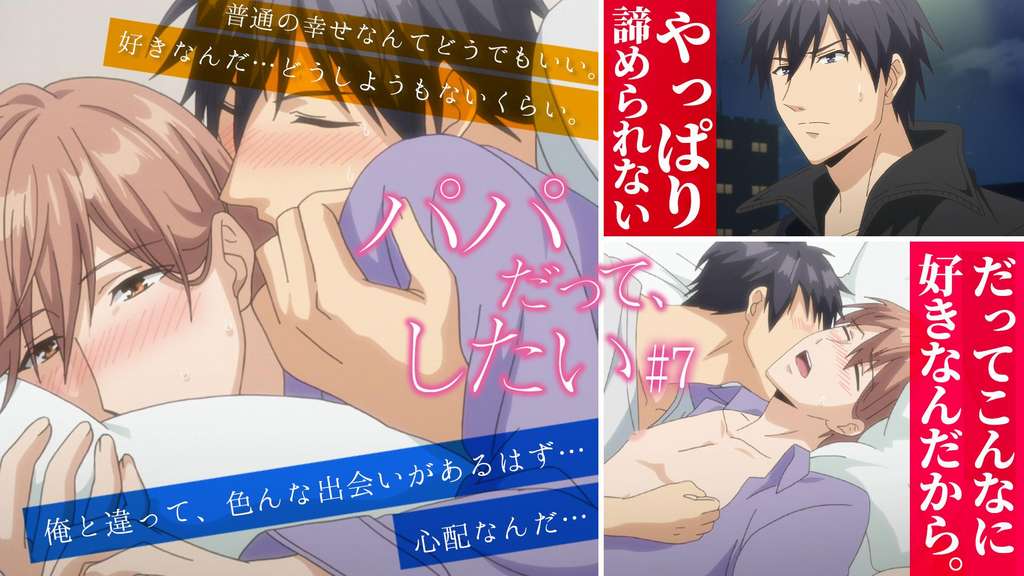 普通の幸せなんてどうでもいい。
好きなんだ…どうしようもないくらい。
パパ
だって、
したい #7
俺と違って、色んな出会いがあるはず…
心配なんだ…
やっぱり
諦められない
だってこんなに
好きなんだから。